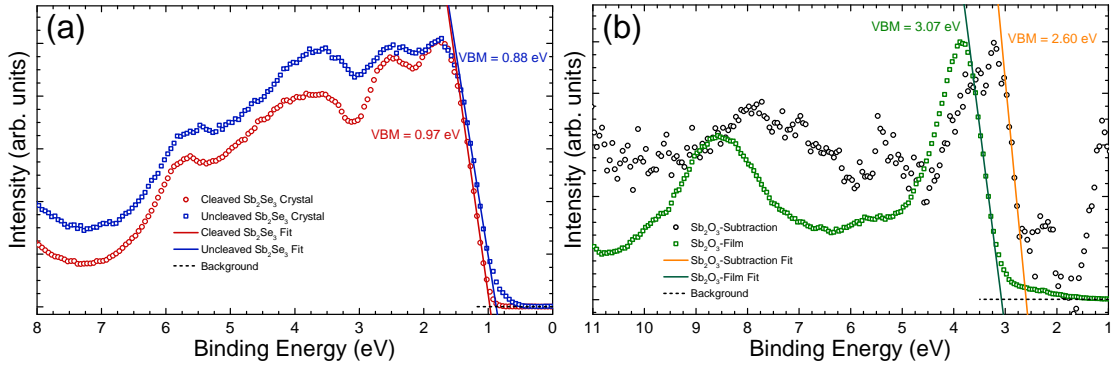 (a)
VBM = 0.88 eV
VBM = 0.97 eV
Intensity (arb. units)
Cleaved Sb₂Se₃ Crystal
Uncleaved Sb₂Se₃ Crystal
Cleaved Sb₂Se₃ Fit
Uncleaved Sb₂Se₃ Fit
Background
8 7 6 5 4 3 2 1 0
Binding Energy (eV)
(b)
VBM = 3.07 eV
VBM = 2.60 eV
Intensity (arb. units)
Sb₂O₃-Subtraction
Sb₂O₃-Film
Sb₂O₃-Subtraction Fit
Sb₂O₃-Film Fit
Background
11 10 9 8 7 6 5 4 3 2 1
Binding Energy (eV)